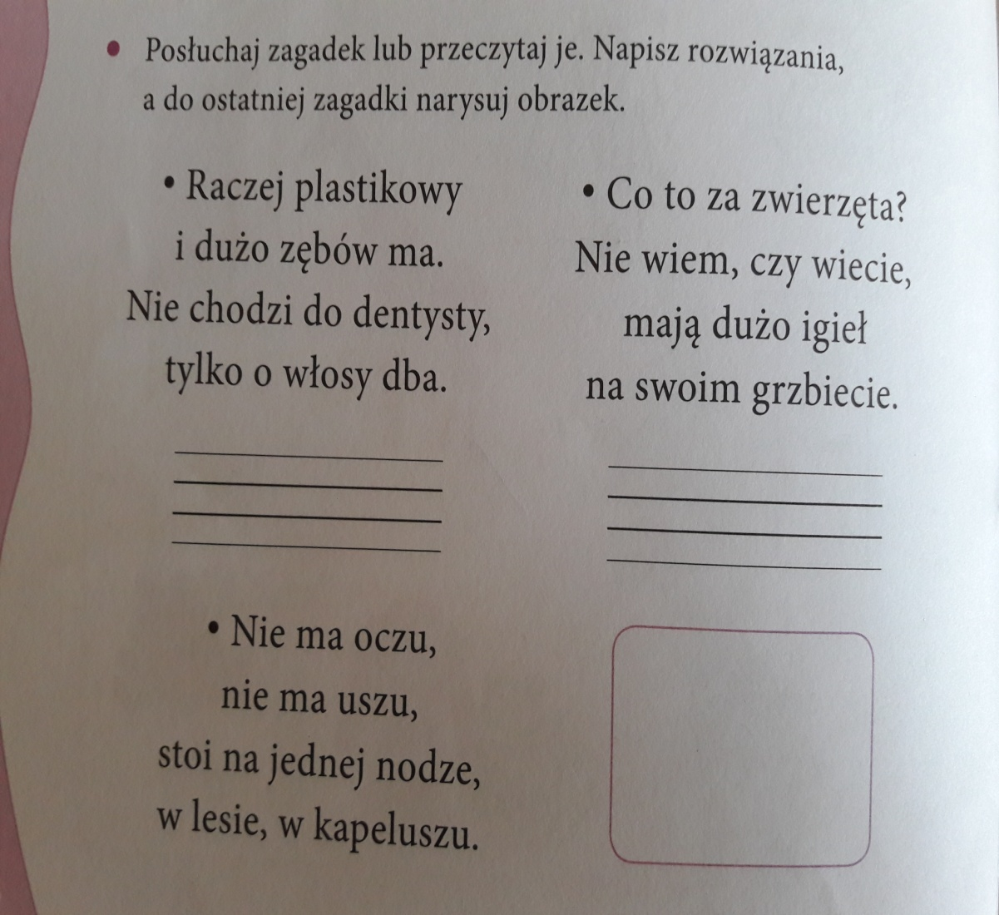 • Posłuchaj zagadek lub przeczytaj je. Napisz rozwiązania,
a do ostatniej zagadki narysuj obrazek.
• Raczej plastikowy
i dużo zębów ma.
Nie chodzi do dentysty,
tylko o włosy dba.
• Co to za zwierzęta?
Nie wiem, czy wiecie,
mają dużo igieł
na swoim grzbiecie.
• Nie ma oczu,
nie ma uszu,
stoi na jednej nodze,
w lesie, w kapeluszu.